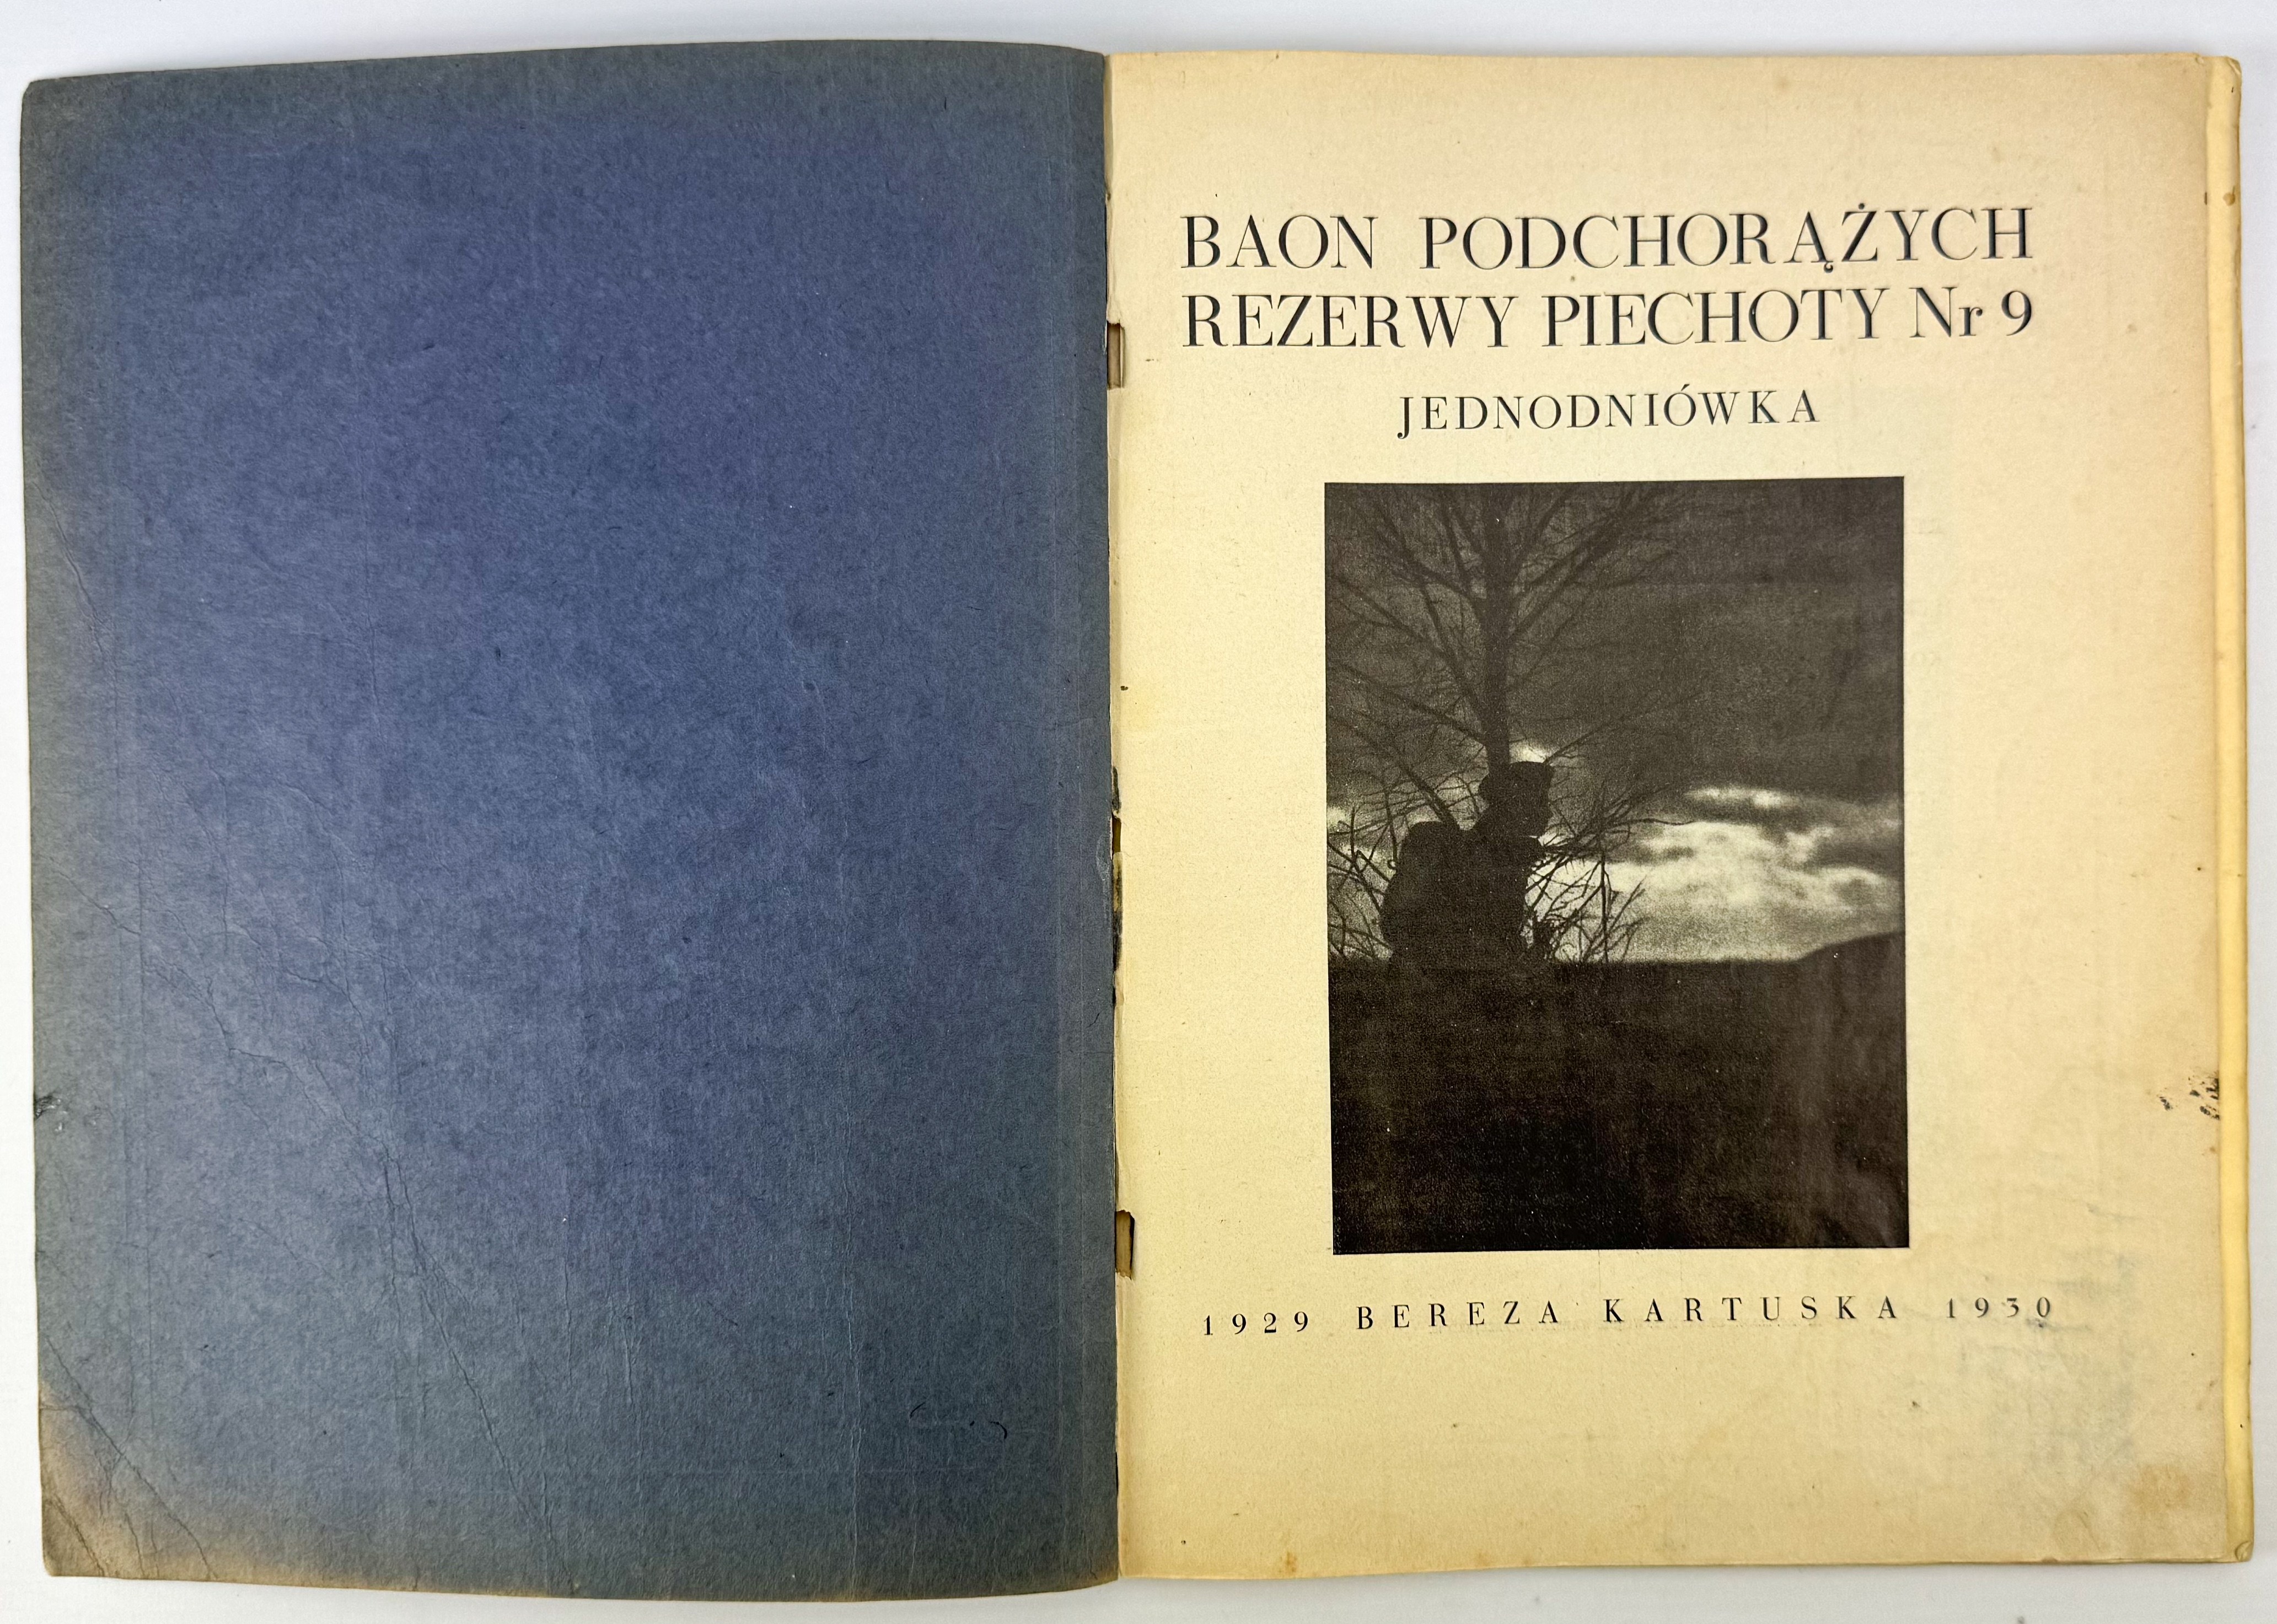 BAON PODCHORĄŻYCH
REZERWY PIECHOTY Nr 9
JEDNODNIÓWKA
1929 BEREZA KARTUSKA 1930